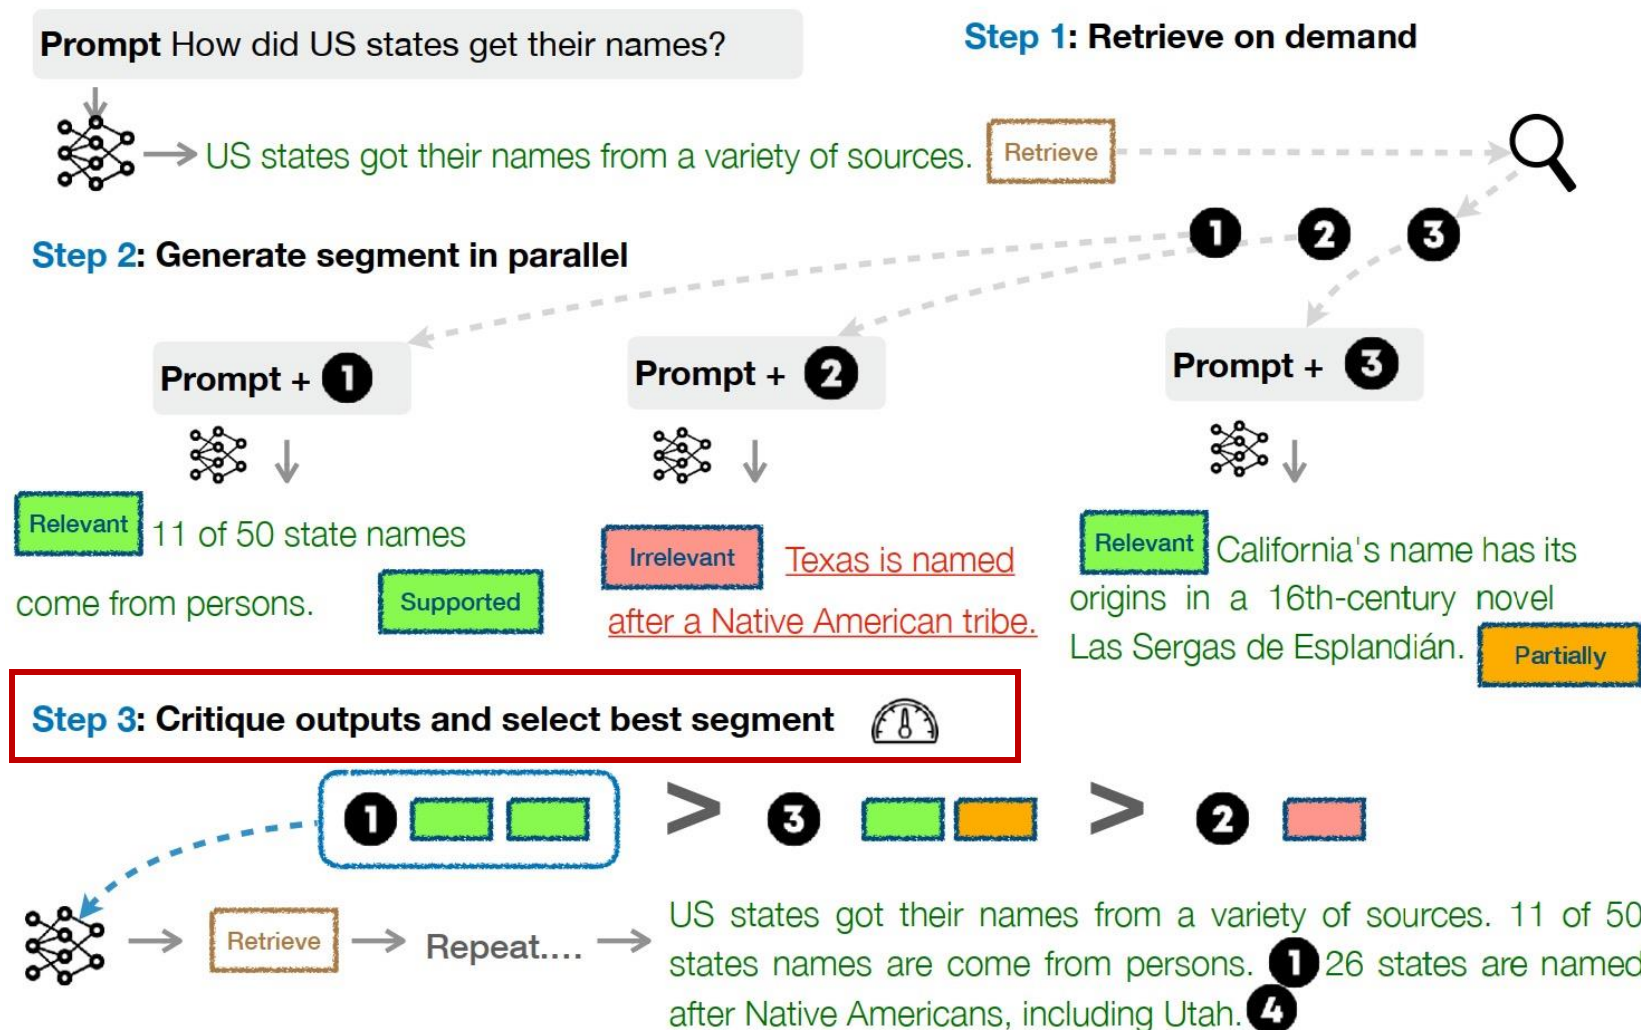 Prompt How did US states get their names?
Step 1: Retrieve on demand
US states got their names from a variety of sources. Retrieve
1 2 3
Step 2: Generate segment in parallel
Prompt + 1
Prompt + 2
Prompt + 3
Relevant 11 of 50 state names
come from persons. Supported
Irrelevant Texas is named
after a Native American tribe.
Relevant California's name has its
origins in a 16th-century novel
Las Sergas de Esplandián. Partially
Step 3: Critique outputs and select best segment
1 > 3 > 2
Retrieve Repeat....
US states got their names from a variety of sources. 11 of 50
states names are come from persons. 1 26 states are named
after Native Americans, including Utah. 4